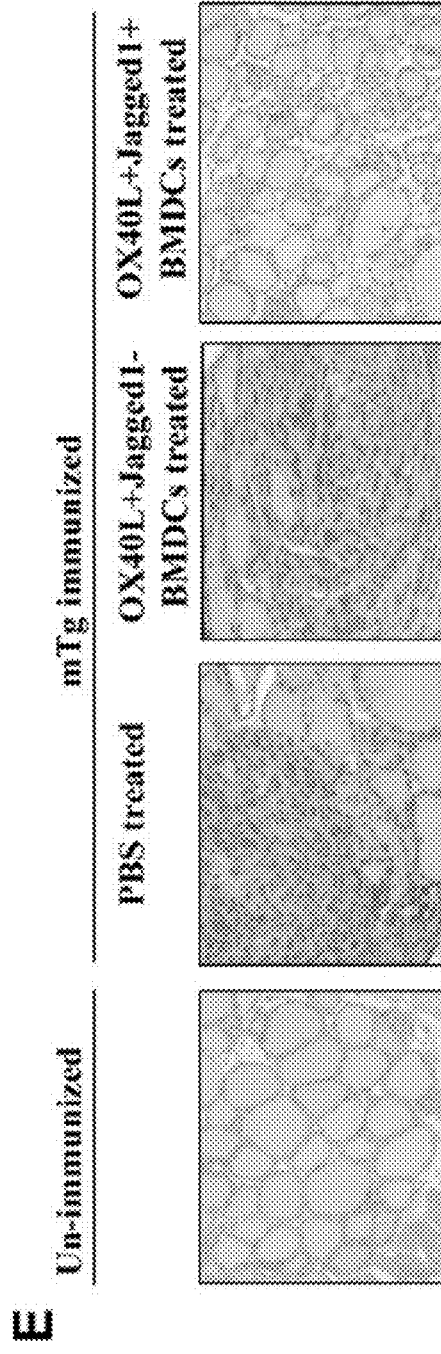 E
Un-immunized
mTg immunized
PBS treated
OX40L+Jagged1-
BMDCs treated
OX40L+Jagged1+
BMDCs treated